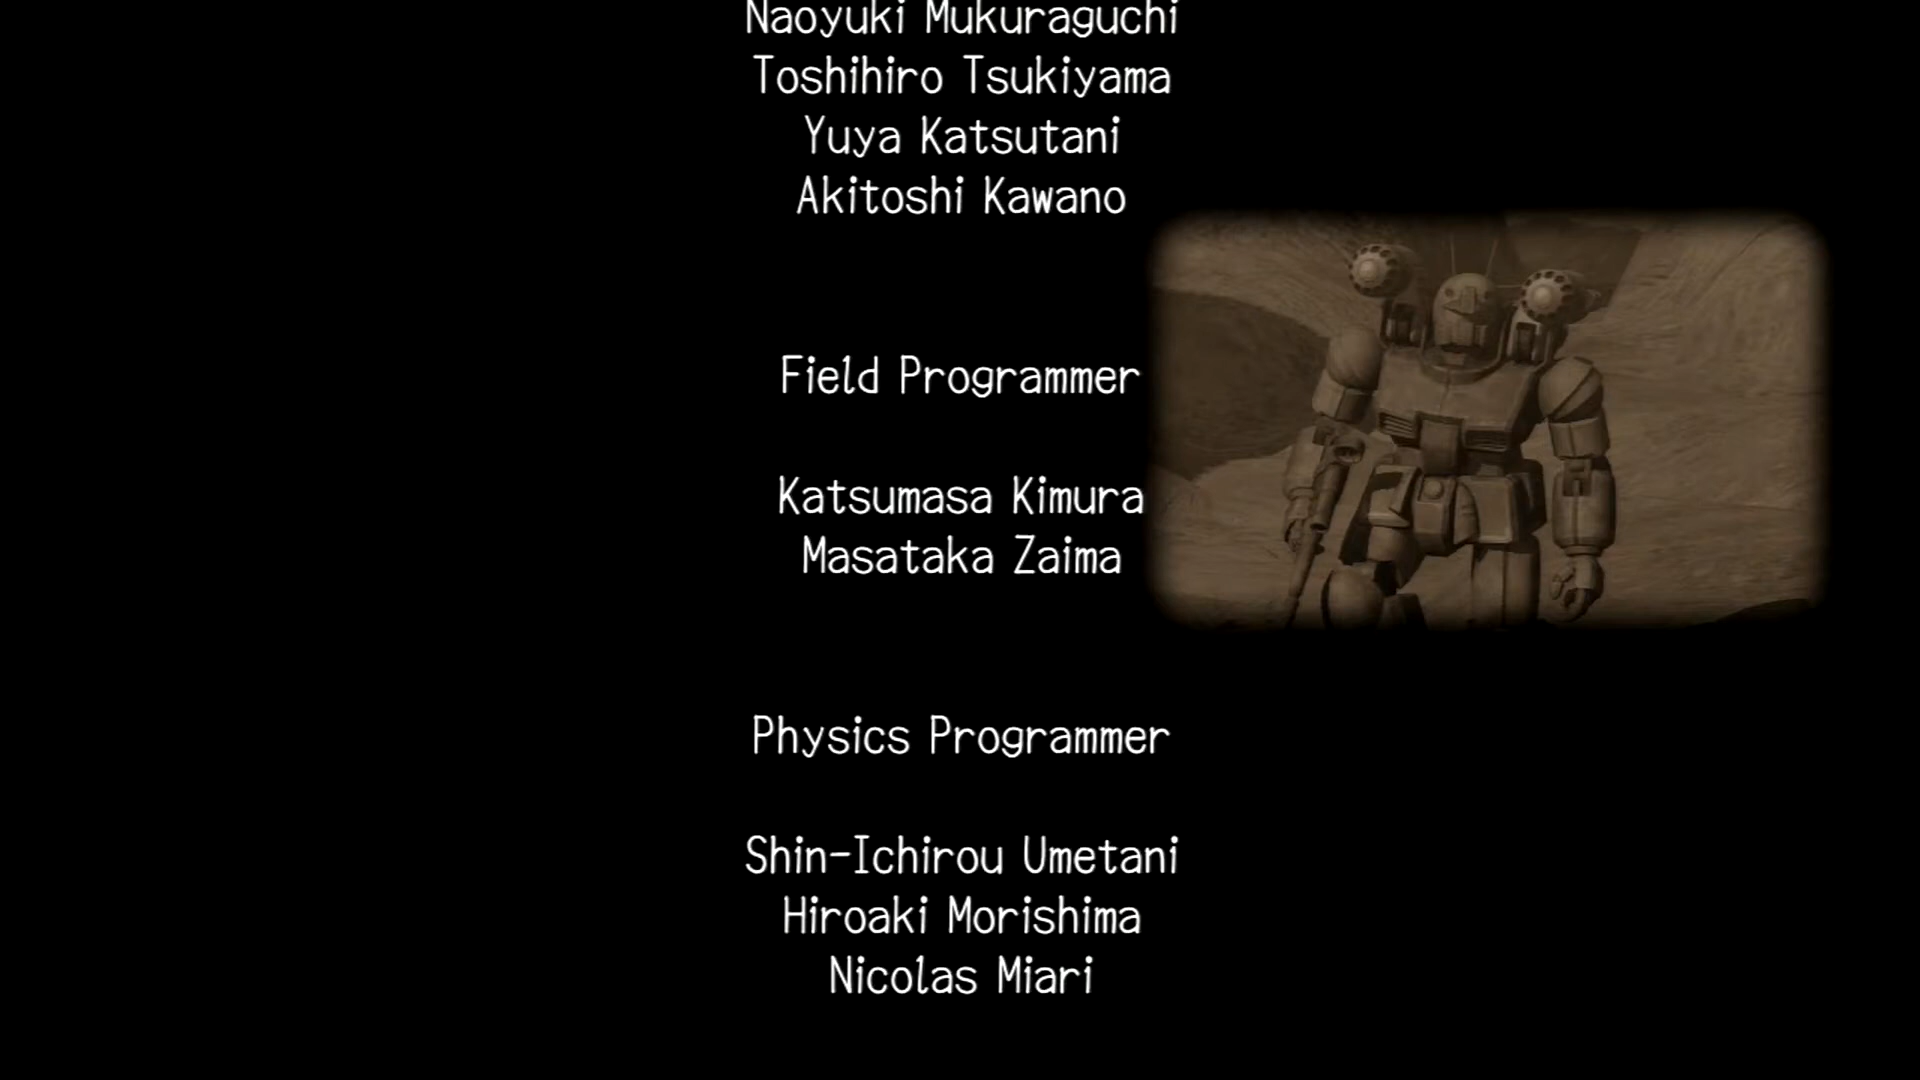 Naoyuki Mukuraguchi
Toshihiro Tsukiyama
Yuya Katsutani
Akitoshi Kawano
Field Programmer
Katsumasa Kimura
Masataka Zaima
Physics Programmer
Shin-Ichirou Umetani
Hiroaki Morishima
Nicolas Miari